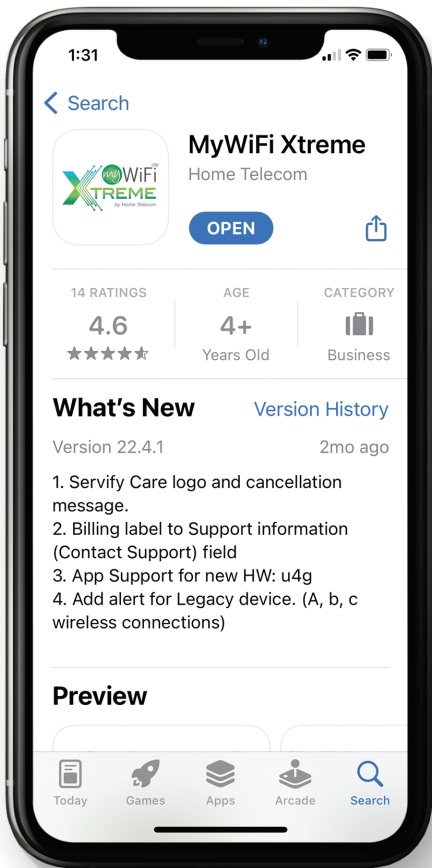 1:31
Search
my WiFi
XTREME
by Home Telecom
MyWiFi Xtreme
Home Telecom
OPEN
14 RATINGS
AGE
CATEGORY
4.6
4+
Years Old
Business
What's New
Version History
Version 22.4.1
2mo ago
1. Servify Care logo and cancellation
message.
2. Billing label to Support information
(Contact Support) field
3. App Support for new HW: u4g
4. Add alert for Legacy device. (A, b, c
wireless connections)
Preview
Today
Games
Apps
Arcade
Search